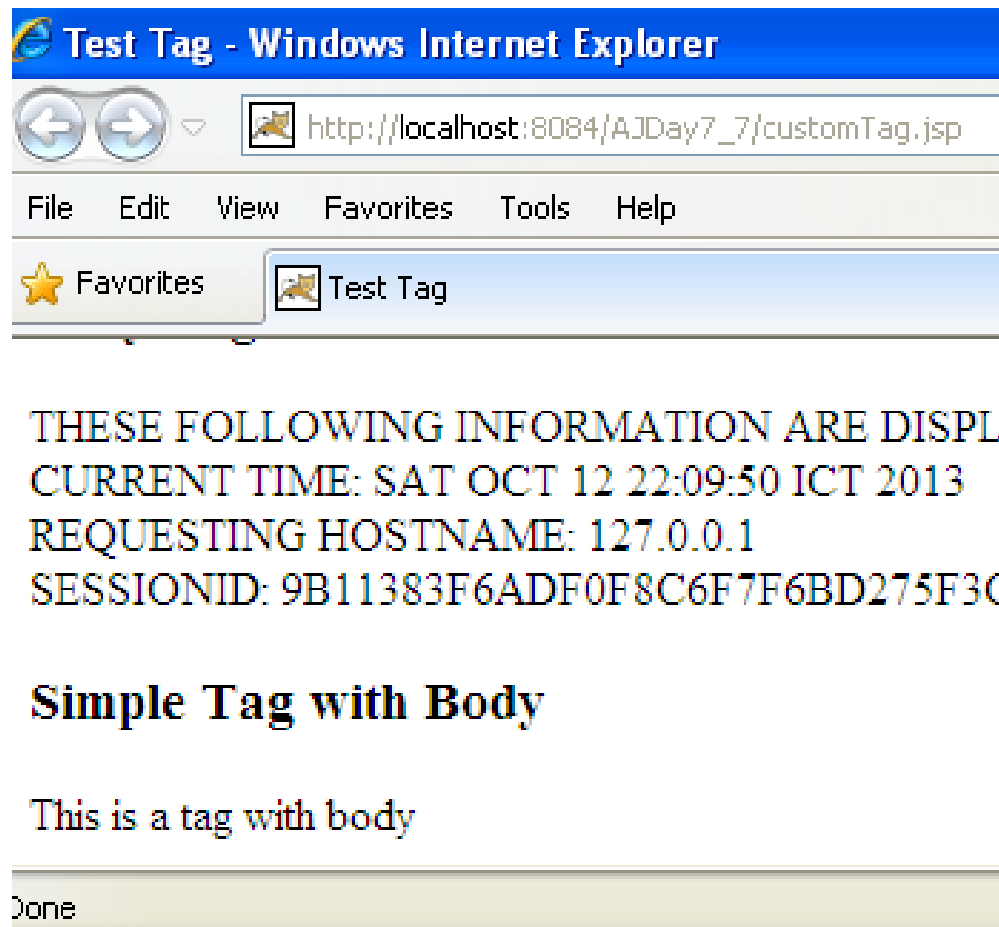 Test Tag - Windows Internet Explorer
http://localhost:8084/AJDay7_7/customTag.jsp
File Edit View Favorites Tools Help
Favorites Test Tag
THESE FOLLOWING INFORMATION ARE
CURRENT TIME: SAT OCT 12 22:09:50 ICT 2013
REQUESTING HOSTNAME: 127.0.0.1
SESSIONID:
Simple Tag with Body
This is a tag with body
Done